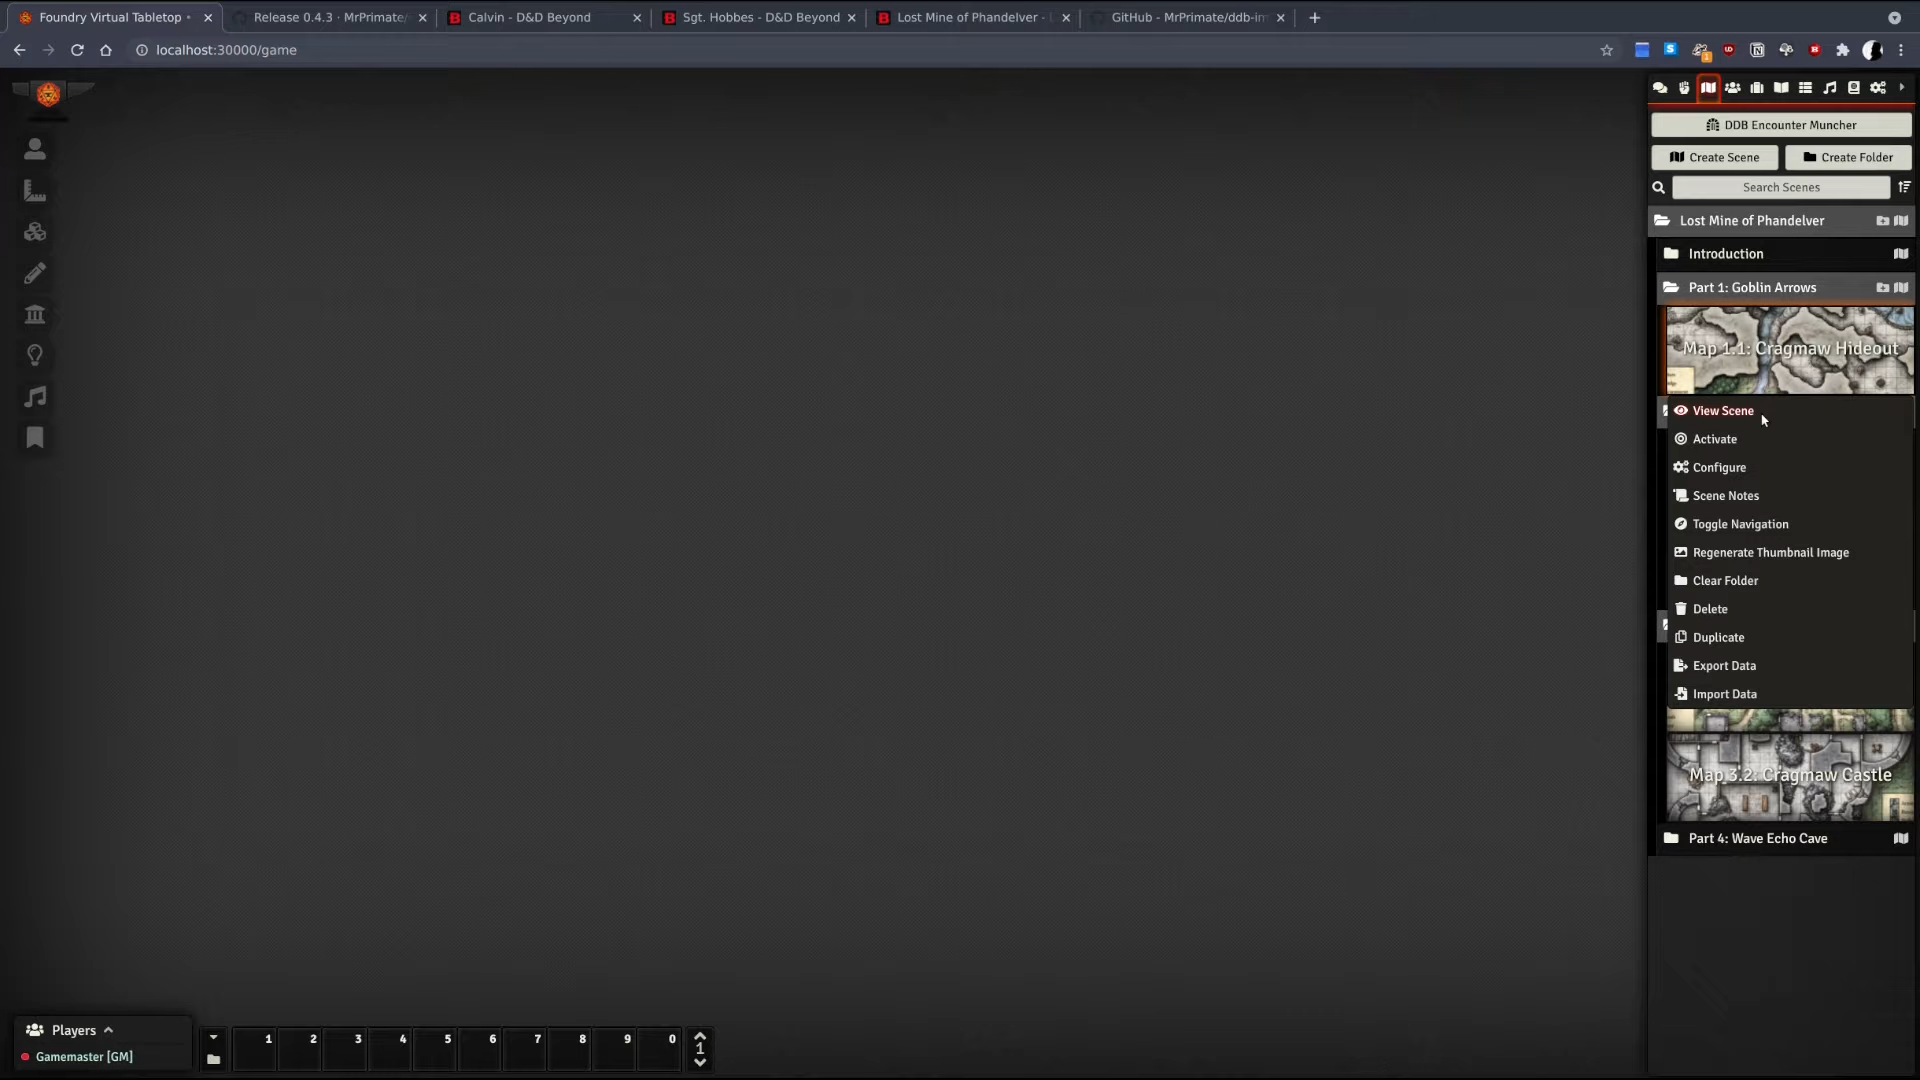 Foundry Virtual Tabletop •
Release 0.4.3 · MrPrimate/
Calvin - D&D Beyond
Sgt. Hobbes - D&D Beyond
Lost Mine of Phandelver -
GitHub - MrPrimate/ddb-im
localhost:30000/game
1
DDB Encounter Muncher
Create Scene
Create Folder
Search Scenes
Lost Mine of Phandelver
Introduction
Part 1: Goblin Arrows
Map 1.1: Cragmaw Hideout
View Scene
Activate
Configure
Scene Notes
Toggle Navigation
Regenerate Thumbnail Image
Clear Folder
Delete
Duplicate
Export Data
Import Data
Map 3.2: Cragmaw Castle
Part 4: Wave Echo Cave
Players
Gamemaster [GM]
1 2 3 4 5 6 7 8 9 0
1